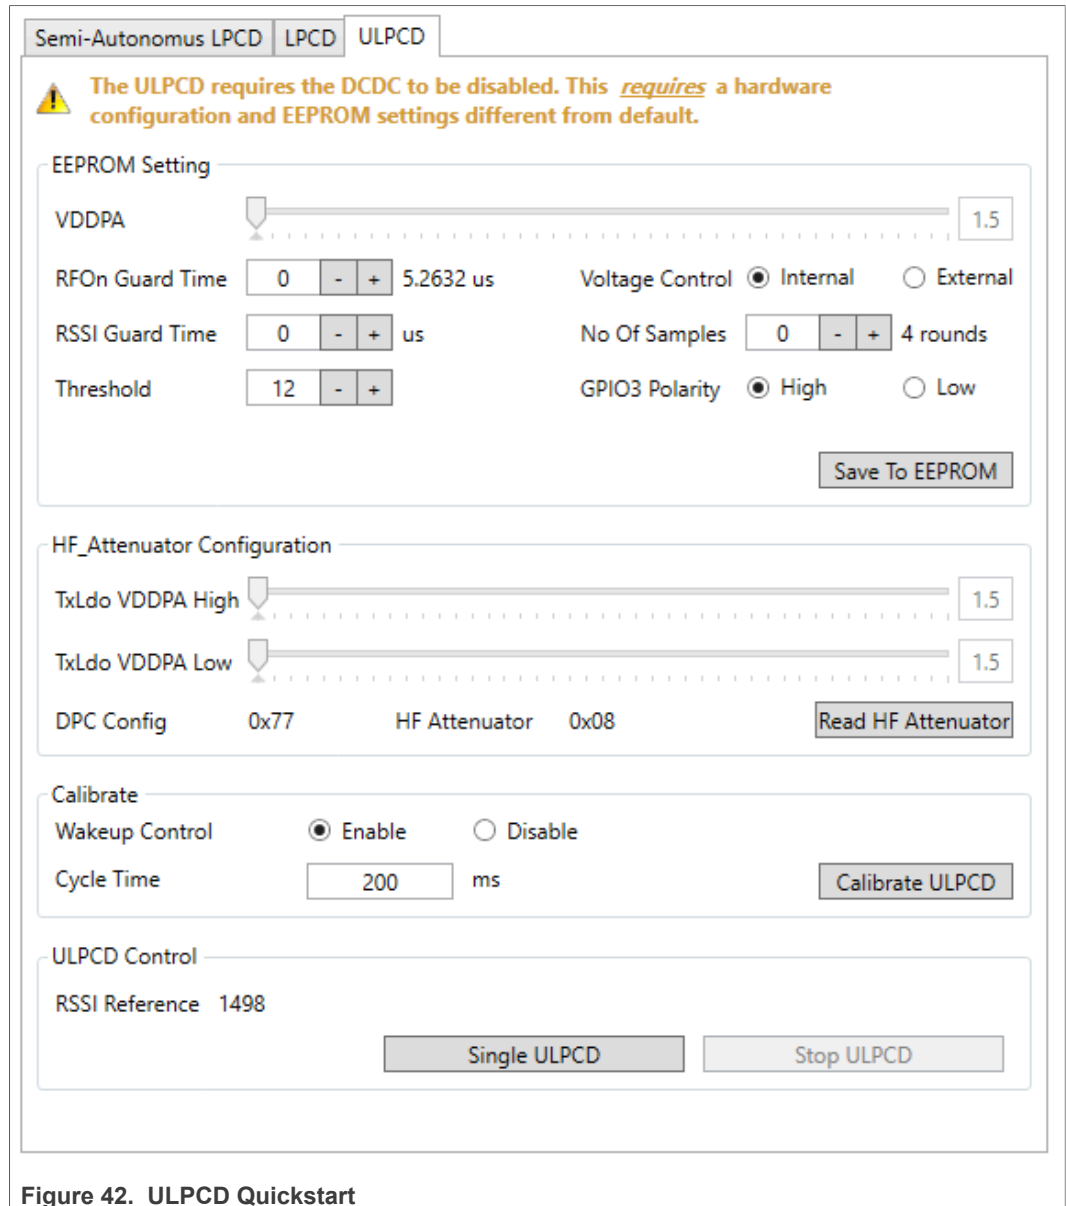 Semi-Autonomus LPCD LPCD ULPCD
The ULPCD requires the DCDC to be disabled. This requires a hardware
configuration and EEPROM settings different from default.
EEPROM Setting
VDDPA 1.5
RFOn Guard Time 0 - + 5.2632 us Voltage Control Internal External
RSSI Guard Time 0 - + us No Of Samples 0 - + 4 rounds
Threshold 12 - + GPIO3 Polarity High Low
Save To EEPROM
HF_Attenuator Configuration
TxLdo VDDPA High 1.5
TxLdo VDDPA Low 1.5
DPC Config 0x77 HF Attenuator 0x08 Read HF Attenuator
Calibrate
Wakeup Control Enable Disable
Cycle Time 200 ms Calibrate ULPCD
ULPCD Control
RSSI Reference 1498
Single ULPCD Stop ULPCD
Figure 42. ULPCD Quickstart